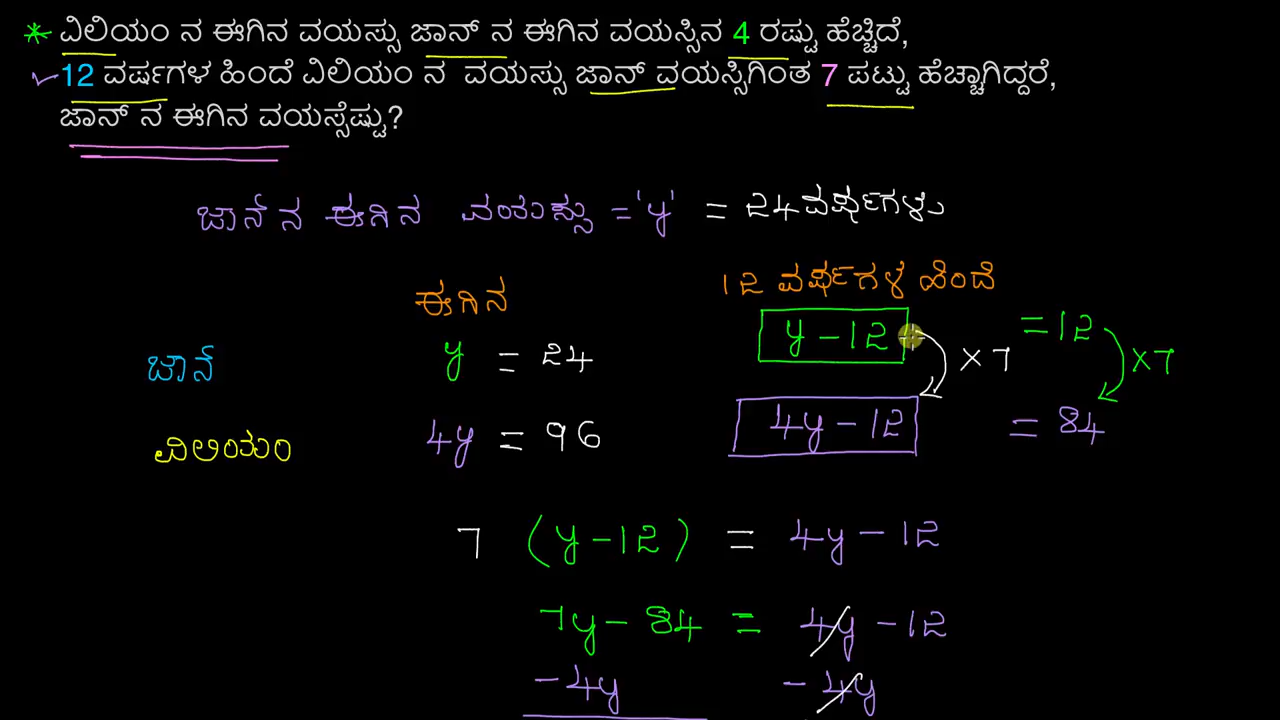 * ವಿಲಿಯಂ ನ ಈಗಿನ ವಯಸ್ಸು ಜಾನ್ ನ ಈಗಿನ ವಯಸ್ಸಿನ 4 ರಷ್ಟು ಹೆಚ್ಚಿದೆ,
✓ 12 ವರ್ಷಗಳ ಹಿಂದೆ ವಿಲಿಯಂ ನ ವಯಸ್ಸು ಜಾನ್ ವಯಸ್ಸಿಗಿಂತ 7 ಪಟ್ಟು ಹೆಚ್ಚಾಗಿದ್ದರೆ,
ಜಾನ್ ನ ಈಗಿನ ವಯಸ್ಸೆಷ್ಟು?
ಜಾನ್ ನ ಈಗಿನ ವಯಸ್ಸು = 'y' = 24 ವರ್ಷಗಳು
ಈಗಿನ 12 ವರ್ಷಗಳ ಹಿಂದೆ
ಜಾನ್ y = 24 y - 12 × 7 = 12 × 7
ವಿಲಿಯಂ 4y = 96 4y - 12 = 84
7 (y - 12) = 4y - 12
7y - 84 = 4y - 12
- 4y - 4y